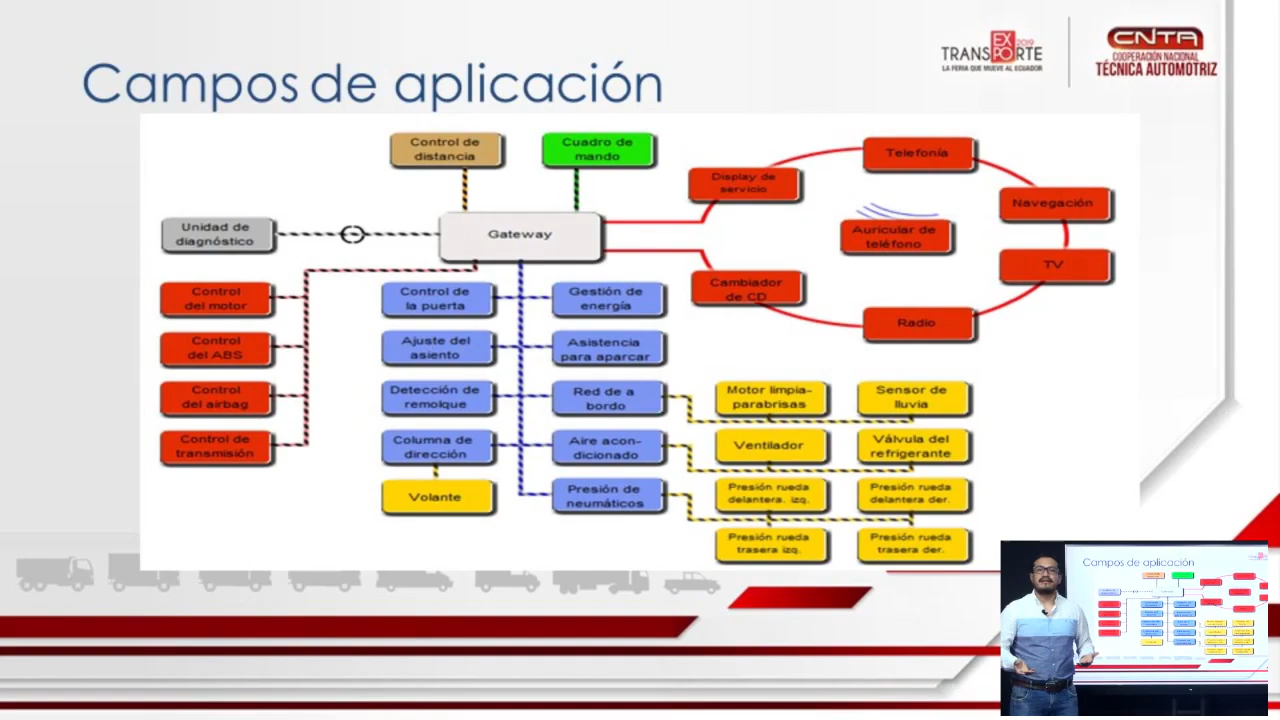 Campos de aplicación
TRANSEXPORTE
2019
LA FERIA QUE MUEVE AL ECUADOR
CNTA
COOPERACIÓN NACIONAL
TÉCNICA AUTOMOTRIZ
Control de
distancia
Cuadro de
mando
Telefonía
Display de
servicio
Navegación
Unidad de
diagnóstico
Gateway
Auricular de
teléfono
TV
Cambiador
de CD
Radio
Control
del motor
Control de
la puerta
Gestión de
energía
Control
del ABS
Ajuste del
asiento
Asistencia
para aparcar
Control
del airbag
Detección de
remolque
Red de a
bordo
Motor limpia-
parabrisas
Sensor de
lluvia
Control de
transmisión
Columna de
dirección
Aire acon-
dicionado
Ventilador
Válvula del
refrigerante
Volante
Presión de
neumáticos
Presión rueda
delantera. izq.
Presión rueda
delantera der.
Presión rueda
trasera izq.
Presión rueda
trasera der.
Campos de aplicación